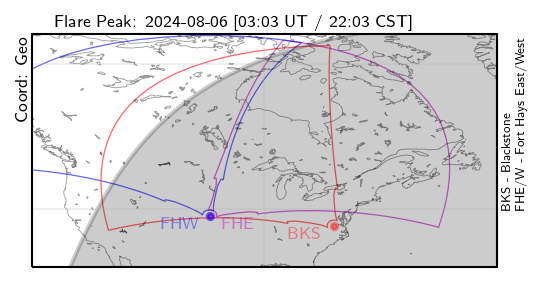 Flare Peak: 2024-08-06 [03:03 UT / 22:03 CST]
Coord: Geo
FHW
FHE
BKS
BKS - Blackstone
FHE/W - Fort Hays East/West